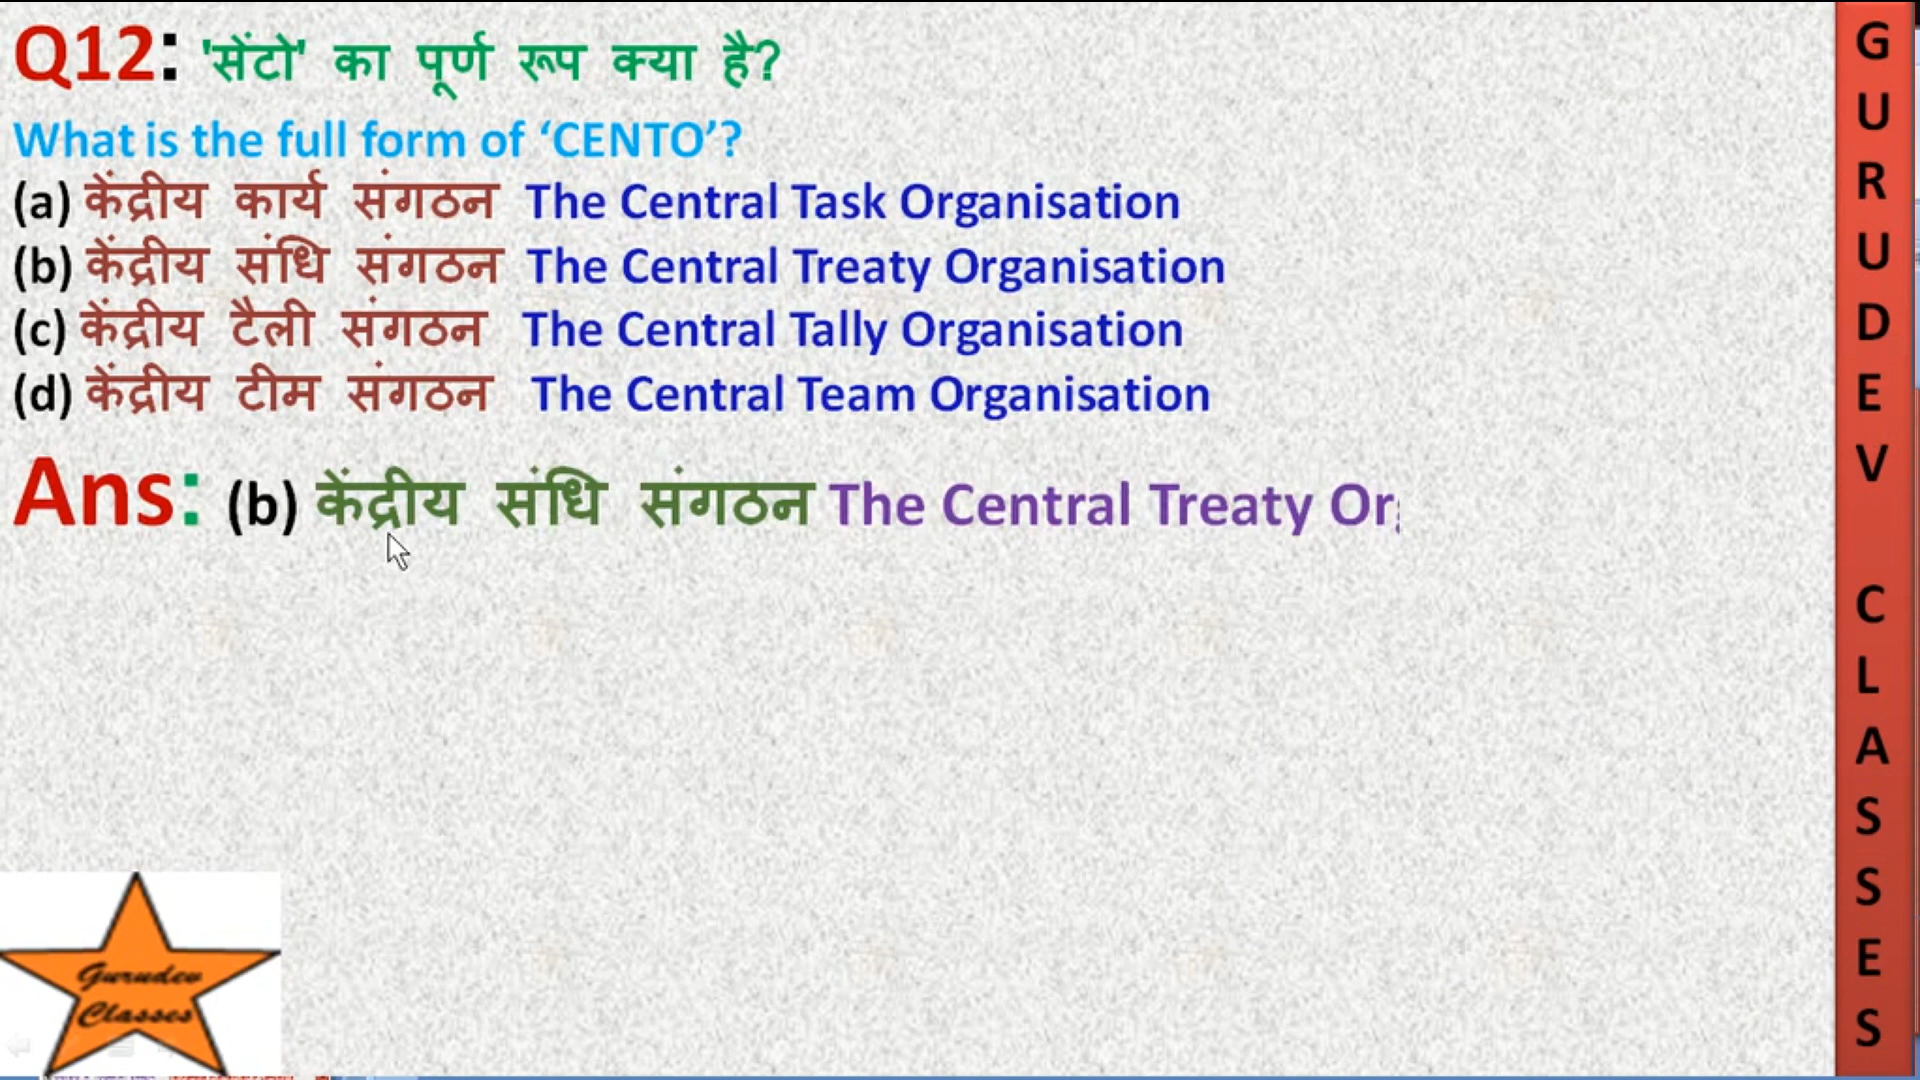 Q12: 'सेंटो' का पूर्ण रूप क्या है?
What is the full form of ‘CENTO’?
(a) केंद्रीय कार्य संगठन The Central Task Organisation
(b) केंद्रीय संधि संगठन The Central Treaty Organisation
(c) केंद्रीय टैली संगठन The Central Tally Organisation
(d) केंद्रीय टीम संगठन The Central Team Organisation
Ans: (b) केंद्रीय संधि संगठन The Central Treaty Or
Gurudev
Classes
GURUDEV CLASSES